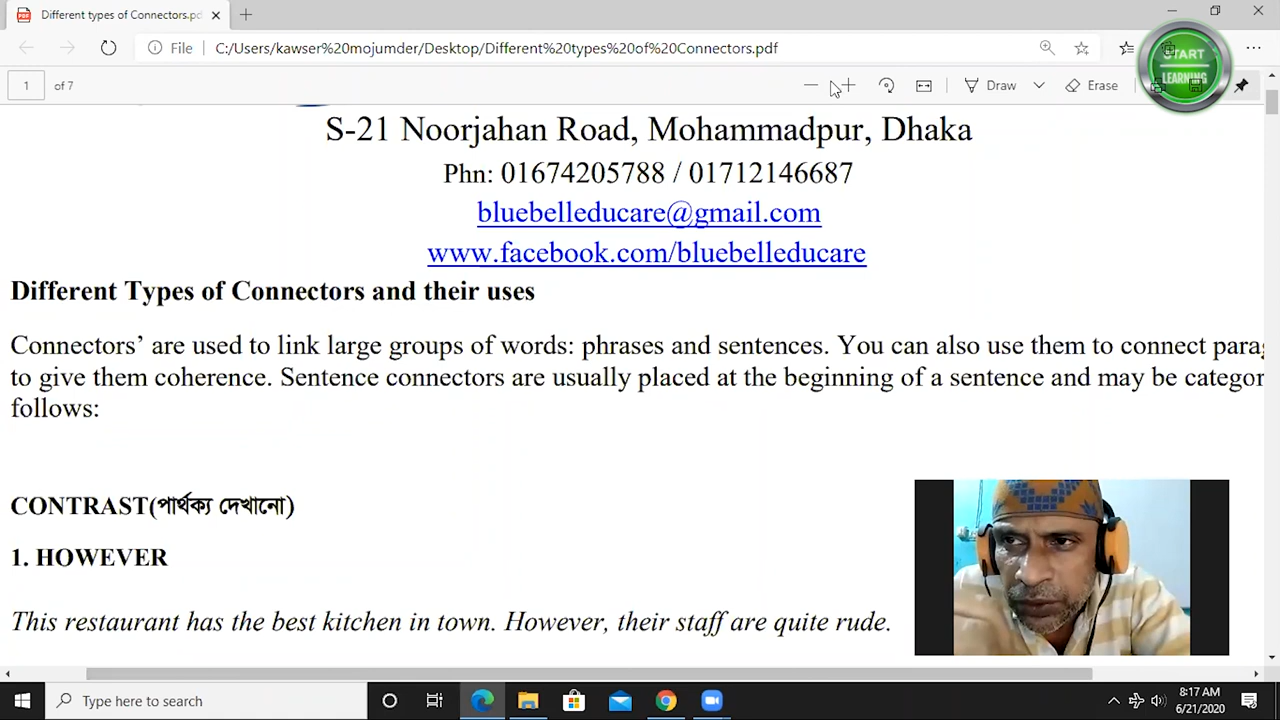 Different types of Connectors.pd
File
C:/Users/kawser%20mojumder/Desktop/Different%20types%20of%20Connectors.pdf
START
LEARNING
1 of 7
Draw
Erase
S-21 Noorjahan Road, Mohammadpur, Dhaka
Phn: 01674205788 / 01712146687
bluebelleducare@gmail.com
www.facebook.com/bluebelleducare
Different Types of Connectors and their uses
Connectors’ are used to link large groups of words: phrases and sentences. You can also use them to connect parag
to give them coherence. Sentence connectors are usually placed at the beginning of a sentence and may be categor
follows:
CONTRAST(পার্থক্য দেখানো)
1. HOWEVER
This restaurant has the best kitchen in town. However, their staff are quite rude.
Type here to search
8:17 AM
6/21/2020